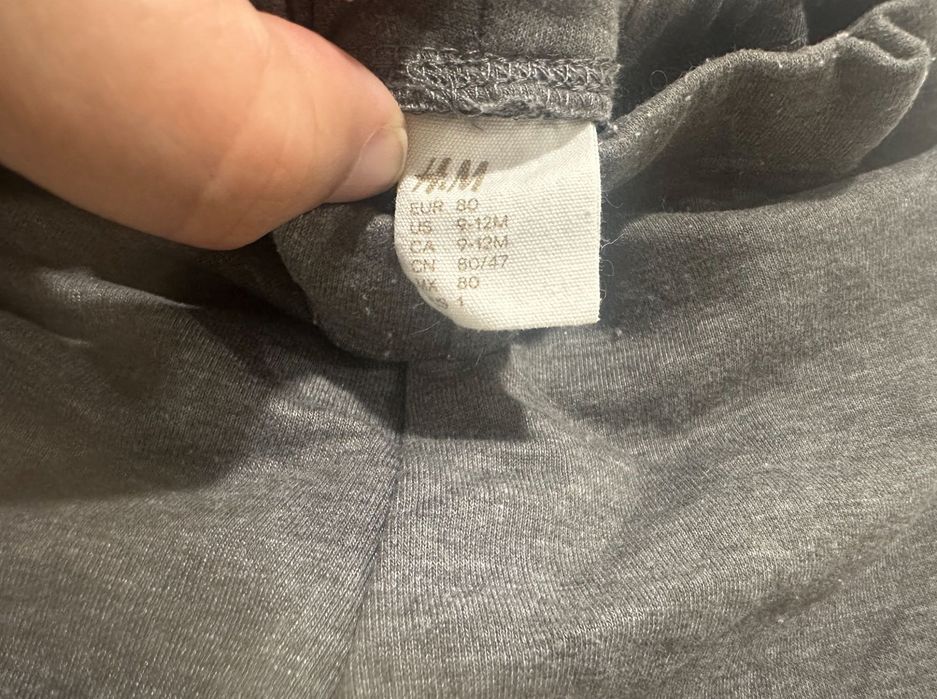 H&M
EUR 80
US 9-12M
CA 9-12M
CN 80/47
MX 80
1